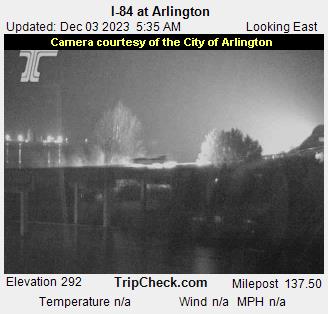 I-84 at Arlington
Updated: Dec 03 2023 5:35 AM Looking East
Camera courtesy of the City of Arlington
Elevation 292 TripCheck.com Milepost 137.50
Temperature n/a Wind n/a MPH n/a